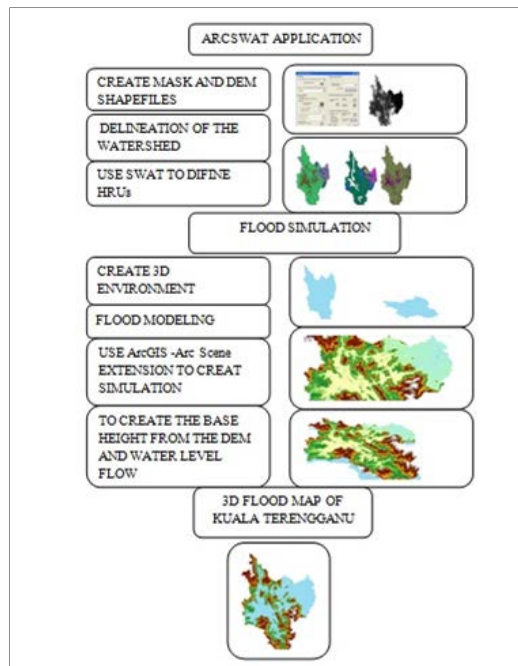 ARCSWAT APPLICATION
CREATE MASK AND DEM
SHAPEFILES
DELINEATION OF THE
WATERSHED
USE SWAT TO DIFINE
HRUs
FLOOD SIMULATION
CREATE 3D
ENVIRONMENT
FLOOD MODELING
USE ArcGIS -Arc Scene
EXTENSION TO CREAT
SIMULATION
TO CREATE THE BASE
HEIGHT FROM THE DEM
AND WATER LEVEL
FLOW
3D FLOOD MAP OF
KUALA TERENGGANU